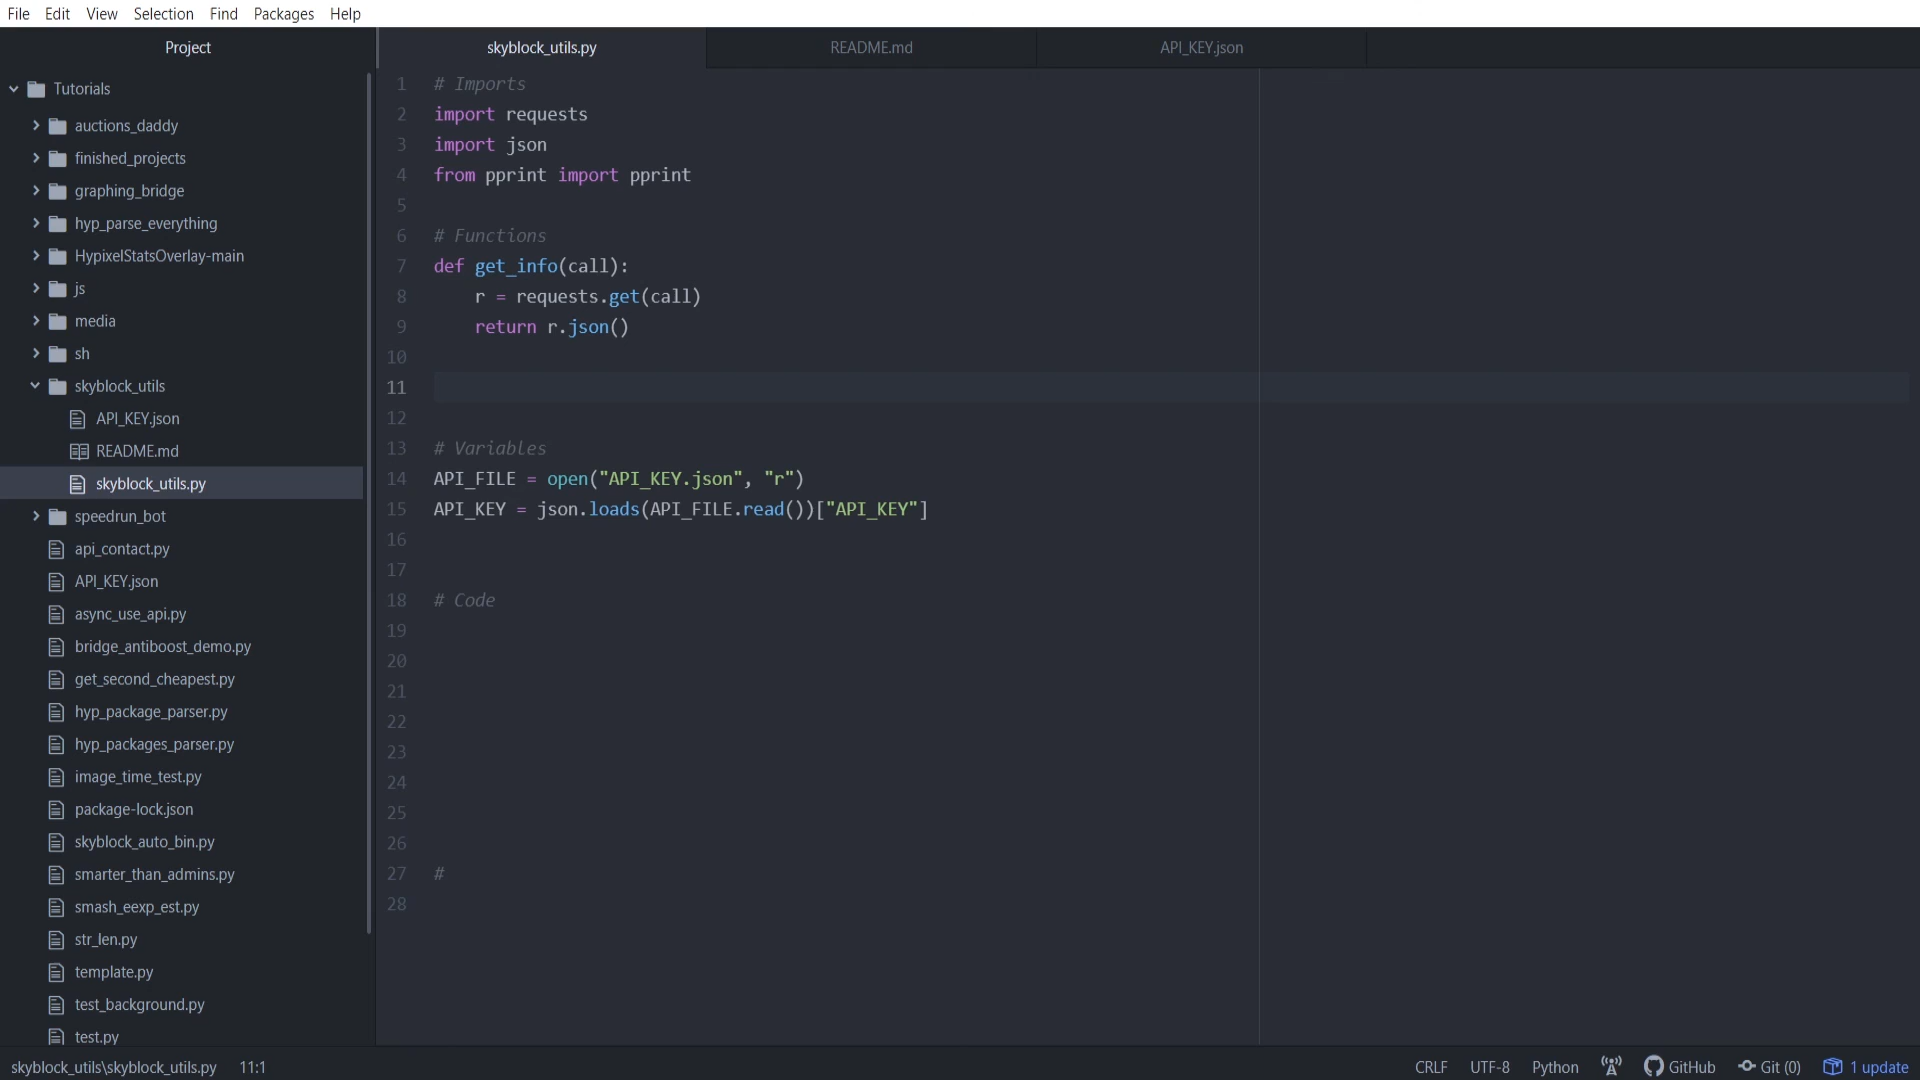 File Edit View Selection Find Packages Help
Project
Tutorials
auctions_daddy
finished_projects
graphing_bridge
hyp_parse_everything
HypixelStatsOverlay-main
js
media
sh
skyblock_utils
API_KEY.json
README.md
skyblock_utils.py
speedrun_bot
api_contact.py
API_KEY.json
async_use_api.py
bridge_antiboost_demo.py
get_second_cheapest.py
hyp_package_parser.py
hyp_packages_parser.py
image_time_test.py
package-lock.json
skyblock_auto_bin.py
smarter_than_admins.py
smash_eexp_est.py
str_len.py
template.py
test_background.py
test.py
skyblock_utils.py README.md API_KEY.json
1 # Imports
2 import requests
3 import json
4 from pprint import pprint
5
6 # Functions
7 def get_info(call):
8     r = requests.get(call)
9     return r.json()
10
11
12
13 # Variables
14 API_FILE = open("API_KEY.json", "r")
15 API_KEY = json.loads(API_FILE.read())["API_KEY"]
16
17
18 # Code
19
20
21
22
23
24
25
26
27 #
28
skyblock_utils\skyblock_utils.py 11:1 CRLF UTF-8 Python GitHub Git (0) 1 update